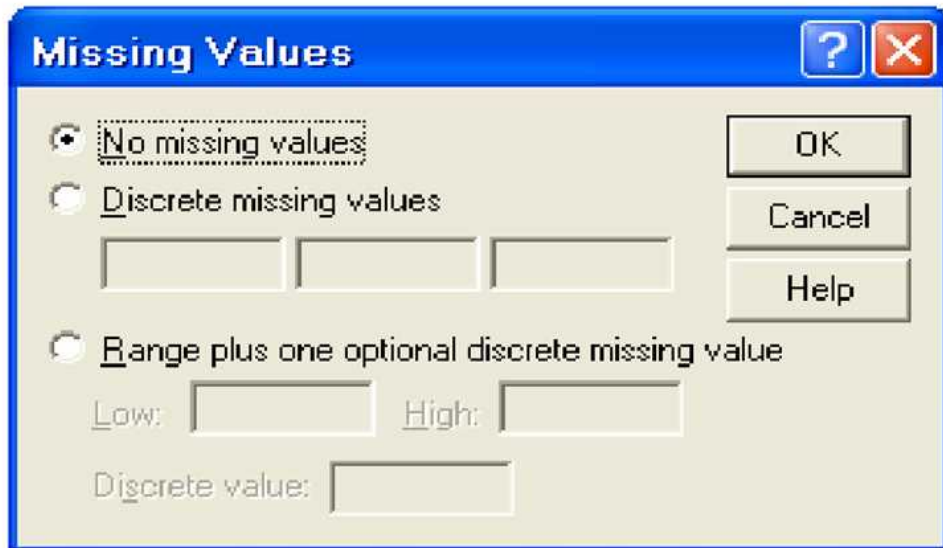 Missing Values
No missing values
OK
Discrete missing values
Cancel
Help
Range plus one optional discrete missing value
Low: High:
Discrete value: